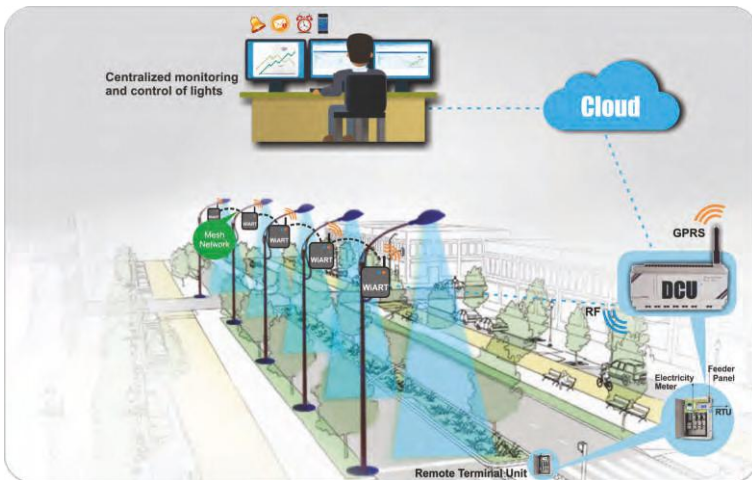 Centralized monitoring
and control of lights
Cloud
GPRS
DCU
Mesh
Network
WiART
WiART
WiART
WiART
WiART
RF
Electricity
Meter
Feeder
Panel
RTU
Remote Terminal Unit